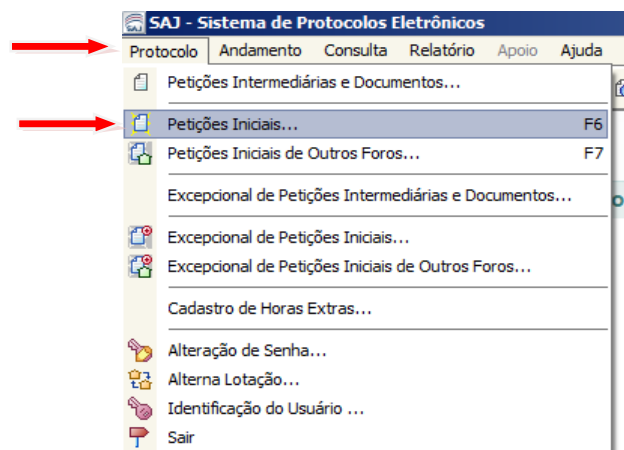 SAJ - Sistema de Protocolos Eletrônicos
Protocolo Andamento Consulta Relatório Apoio Ajuda
Petições Intermediárias e Documentos...
Petições Iniciais... F6
Petições Iniciais de Outros Foros... F7
Excepcional de Petições Intermediárias e Documentos...
Excepcional de Petições Iniciais...
Excepcional de Petições Iniciais de Outros Foros...
Cadastro de Horas Extras...
Alteração de Senha...
Alterna Lotação...
Identificação do Usuário ...
Sair